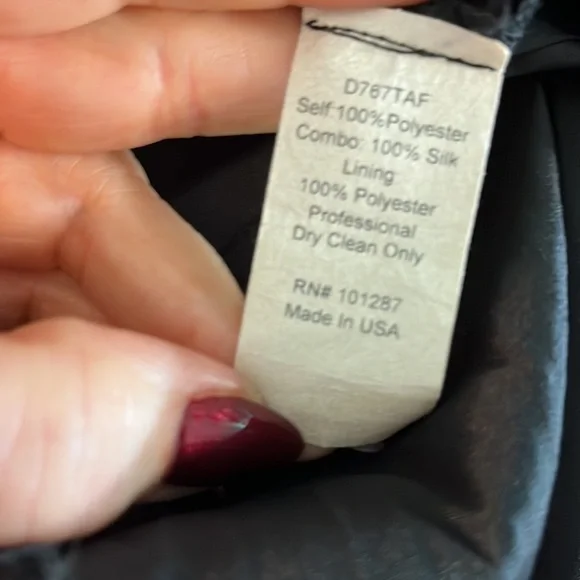 D767TAF
Self:100%Polyester
Combo: 100% Silk
Lining
100% Polyester
Professional
Dry Clean Only
RN# 101287
Made In USA